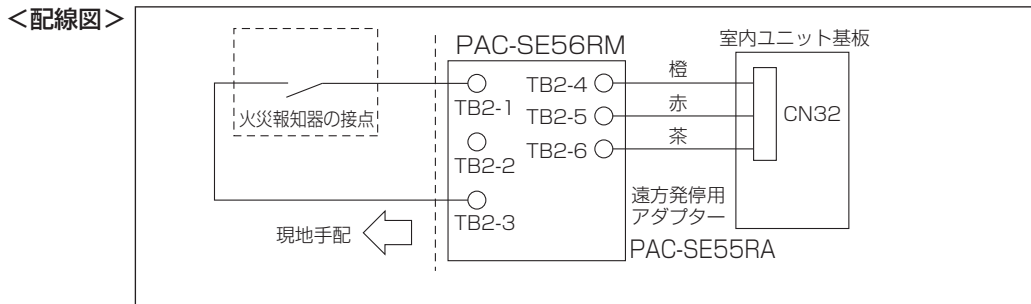 ＜配線図＞
PAC-SE56RM
室内ユニット基板
火災報知器の接点
TB2-1
TB2-2
TB2-3
TB2-4
TB2-5
TB2-6
橙
赤
茶
CN32
遠方発停用
アダプター
PAC-SE55RA
現地手配